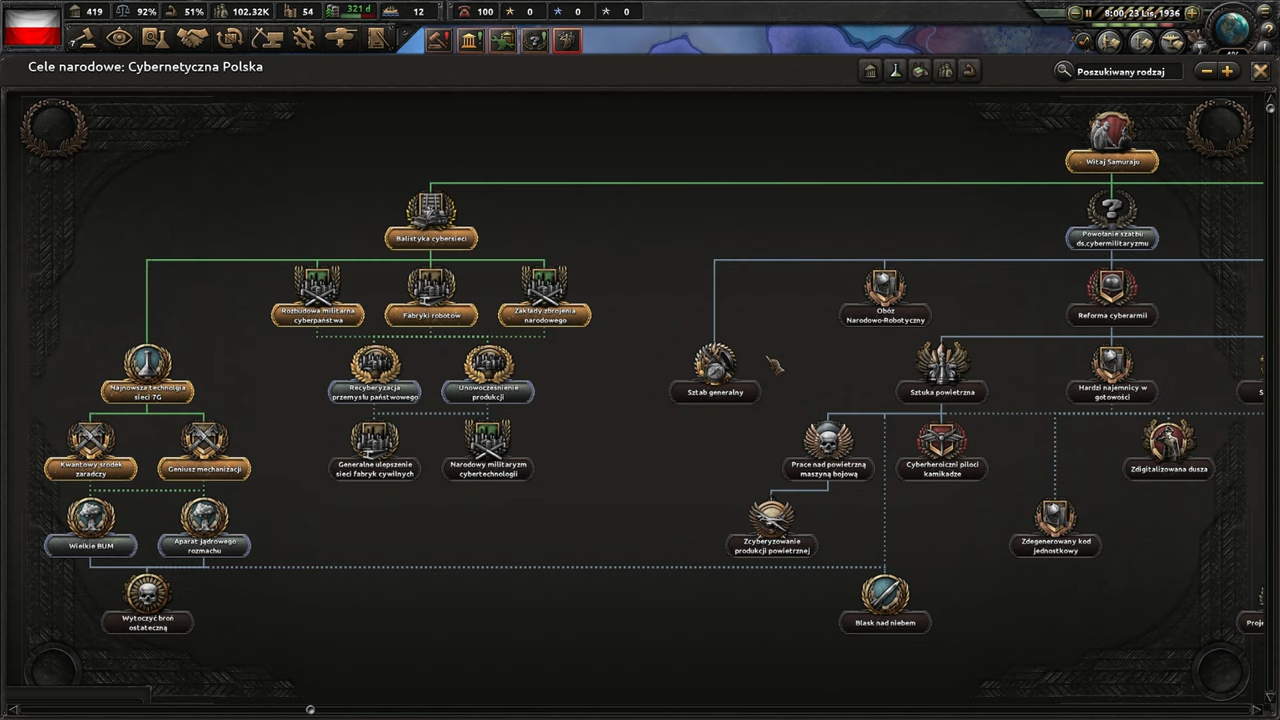 419 92% 51% 102.32K 54 321 d 12 100 0 0 0 8:00, 23 Lis, 1936
7
Cele narodowe: Cybernetyczna Polska
Poszukiwany rodzaj
Witaj Samuraju
Balistyka cybersieci
Powołanie sztabu
ds.cybermilitaryzmu
Rozbudowa militarna
cyberpaństwa
Fabryki robotów
Zakłady zbrojenia
narodowego
Obóz
Narodowo-Robotyczny
Reforma cyberarmii
Najnowsza technolgia
sieci 7G
Recyberyzacja
przemysłu państwowego
Unowocześnienie
produkcji
Sztab generalny
Sztuka powietrzna
Hardzi najemnicy w
gotowości
Kwantowy środek
zaradczy
Geniusz mechanizacji
Generalne ulepszenie
sieci fabryk cywilnych
Narodowy militaryzm
cybertechnologii
Prace nad powietrzną
maszyną bojową
Cyberheroiczni piloci
kamikadze
Zdigitalizowana dusza
Wielkie BUM
Aparat jądrowego
rozmachu
Zcyberyzowanie
produkcji powietrznej
Zdegenerowany kod
jednostkowy
Wytoczyć broń
ostateczną
Blask nad niebem
Proje